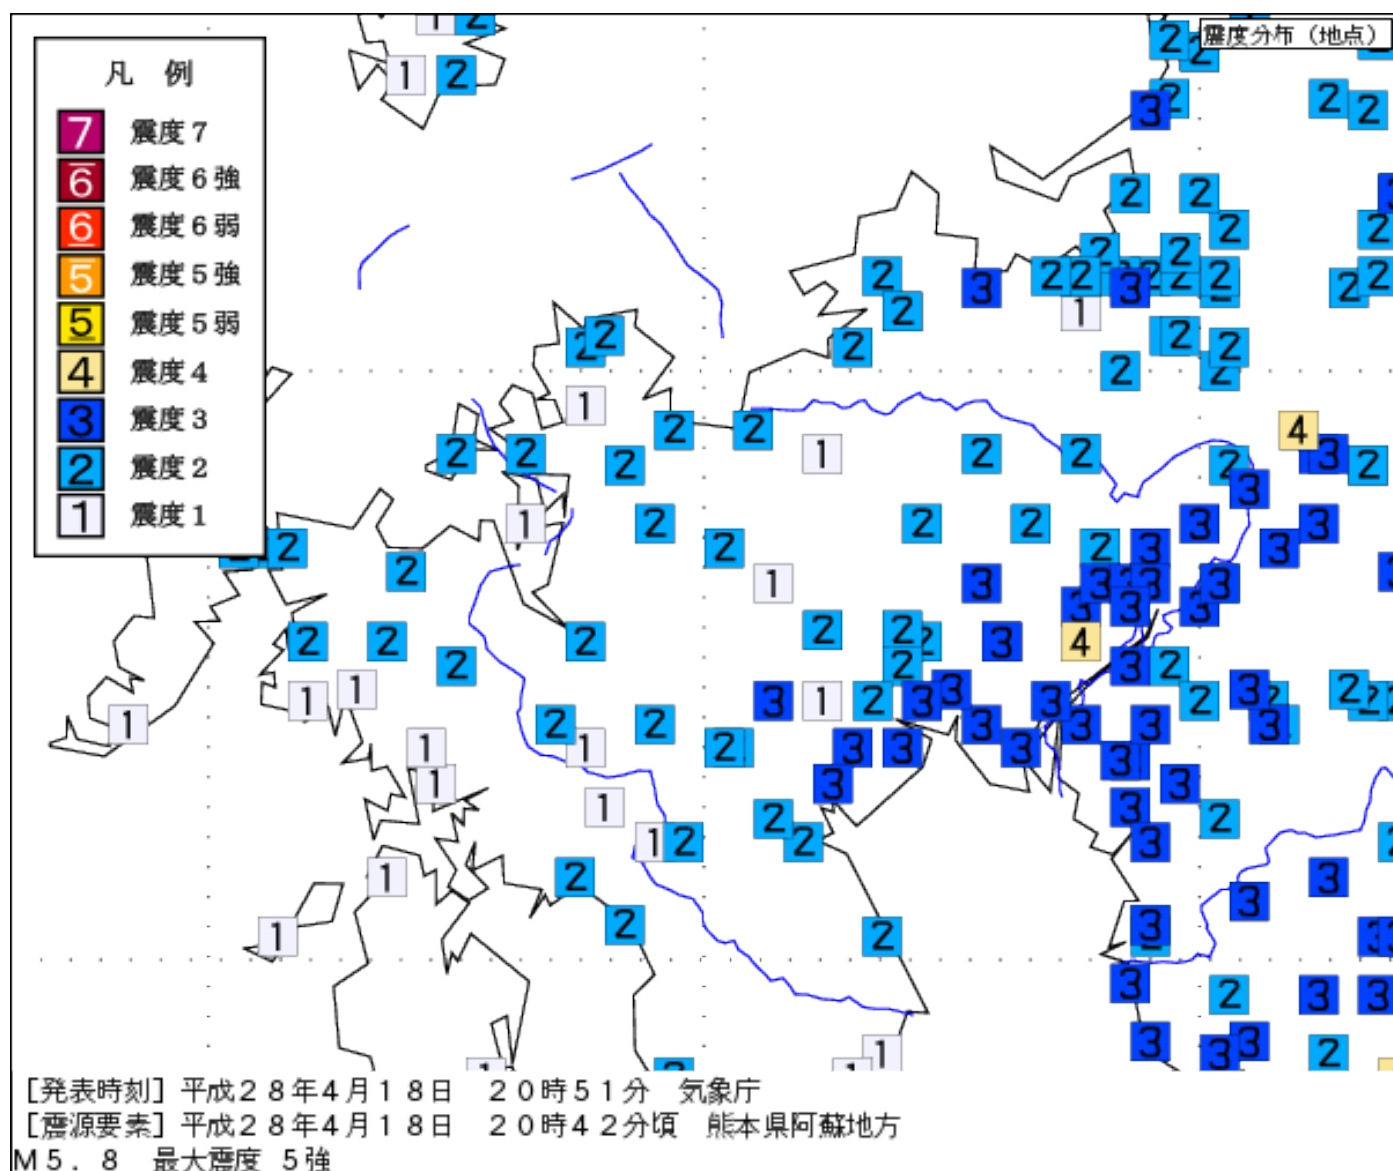 震度分布（地点）
凡　例
7 震度７
6 震度６強
6 震度６弱
5 震度５強
5 震度５弱
4 震度４
3 震度３
2 震度２
1 震度１
［発表時刻］平成２８年４月１８日　２０時５１分　気象庁
［震源要素］平成２８年４月１８日　２０時４２分頃　熊本県阿蘇地方
Ｍ５．８　最大震度 ５強